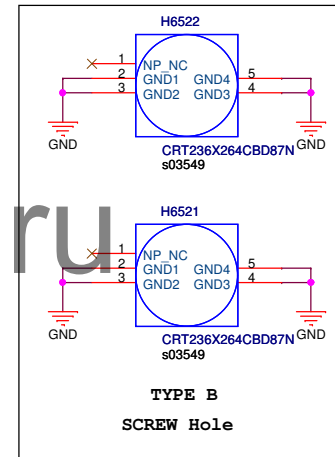 H6522
1 NP_NC
2 GND1 GND4 5
3 GND2 GND3 4
GND GND
CRT236X264CBD87N
s03549
ru
H6521
1 NP_NC
2 GND1 GND4 5
3 GND2 GND3 4
GND GND
CRT236X264CBD87N
s03549
TYPE B
SCREW Hole